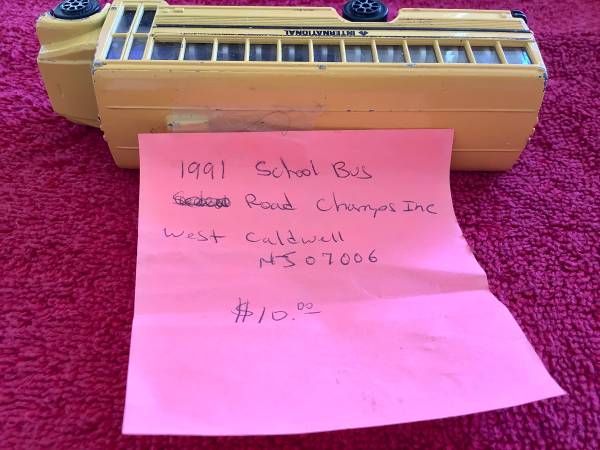 INTERNATIONAL
1991 School Bus
Road Champs Inc
West Caldwell
NJ 07006
$10.00